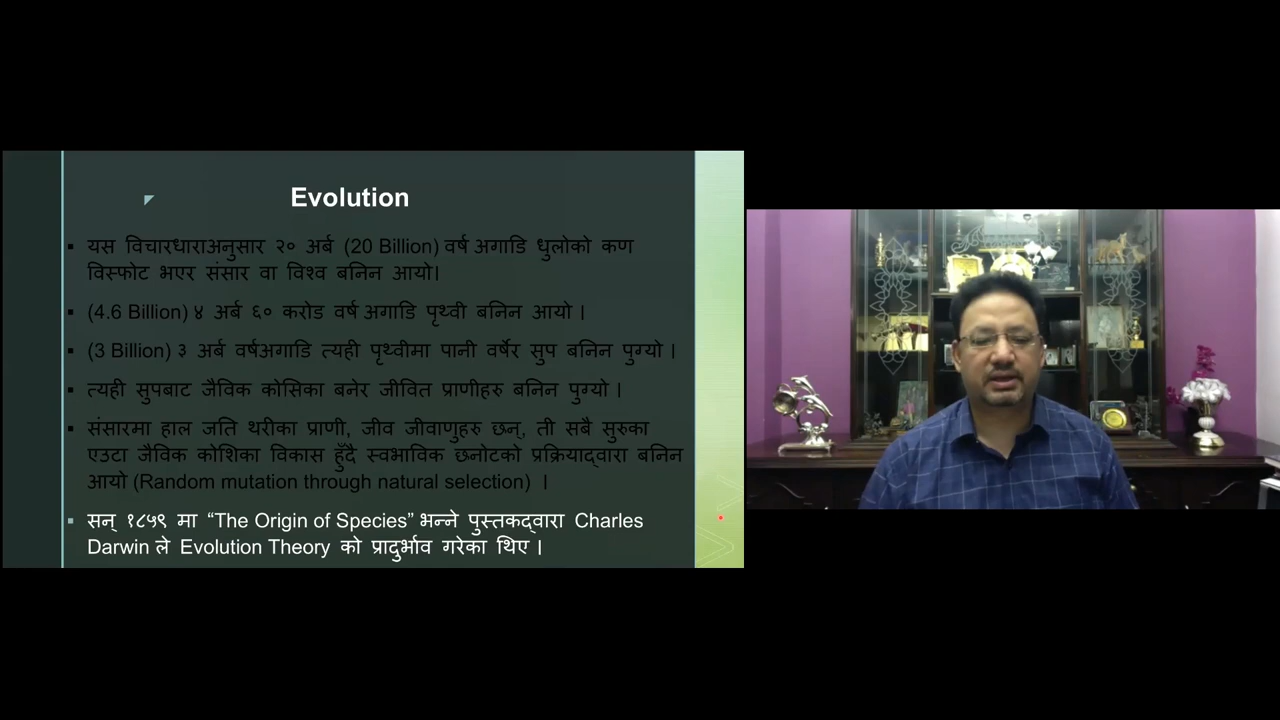 Evolution
यस विचारधाराअनुसार २० अर्ब (20 Billion) वर्ष अगाडि धुलोको कण
विस्फोट भएर संसार वा विश्व बनिन आयो।
(4.6 Billion) ४ अर्ब ६० करोड वर्ष अगाडि पृथ्वी बनिन आयो ।
(3 Billion) ३ अर्ब वर्षअगाडि त्यही पृथ्वीमा पानी वर्षेर सुप बनिन पुग्यो ।
त्यही सुपबाट जैविक कोसिका बनेर जीवित प्राणीहरु बनिन पुग्यो ।
संसारमा हाल जति थरीका प्राणी, जीव जीवाणुहरु छन्, ती सबै सुरुका
एउटा जैविक कोशिका विकास हुँदै स्वभाविक छनोटको प्रक्रियाद्वारा बनिन
आयो (Random mutation through natural selection) ।
सन् १८५९ मा “The Origin of Species” भन्ने पुस्तकद्वारा Charles
Darwin ले Evolution Theory को प्रादुर्भाव गरेका थिए ।